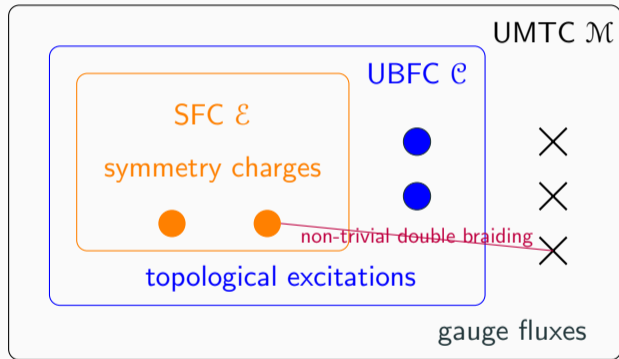 UMTC ℳ
UBFC 𝒞
SFC ℰ
symmetry charges
non-trivial double braiding
topological excitations
gauge fluxes